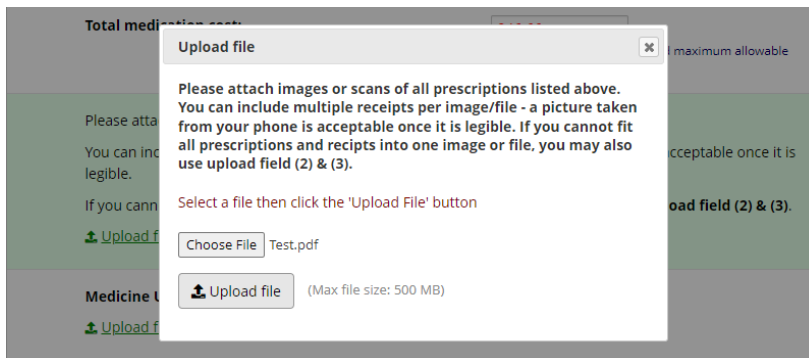 Total medication cost:
Upload file
maximum allowable
Please attach images or scans of all prescriptions listed above.
You can include multiple receipts per image/file - a picture taken
from your phone is acceptable once it is legible. If you cannot fit
all prescriptions and recipts into one image or file, you may also
use upload field (2) & (3).
Please atta
You can inc
cceptable once it is
legible.
If you cann
oad field (2) & (3).
Select a file then click the 'Upload File' button
Upload f
Choose File Test.pdf
Upload file (Max file size: 500 MB)
Medicine U
Upload f